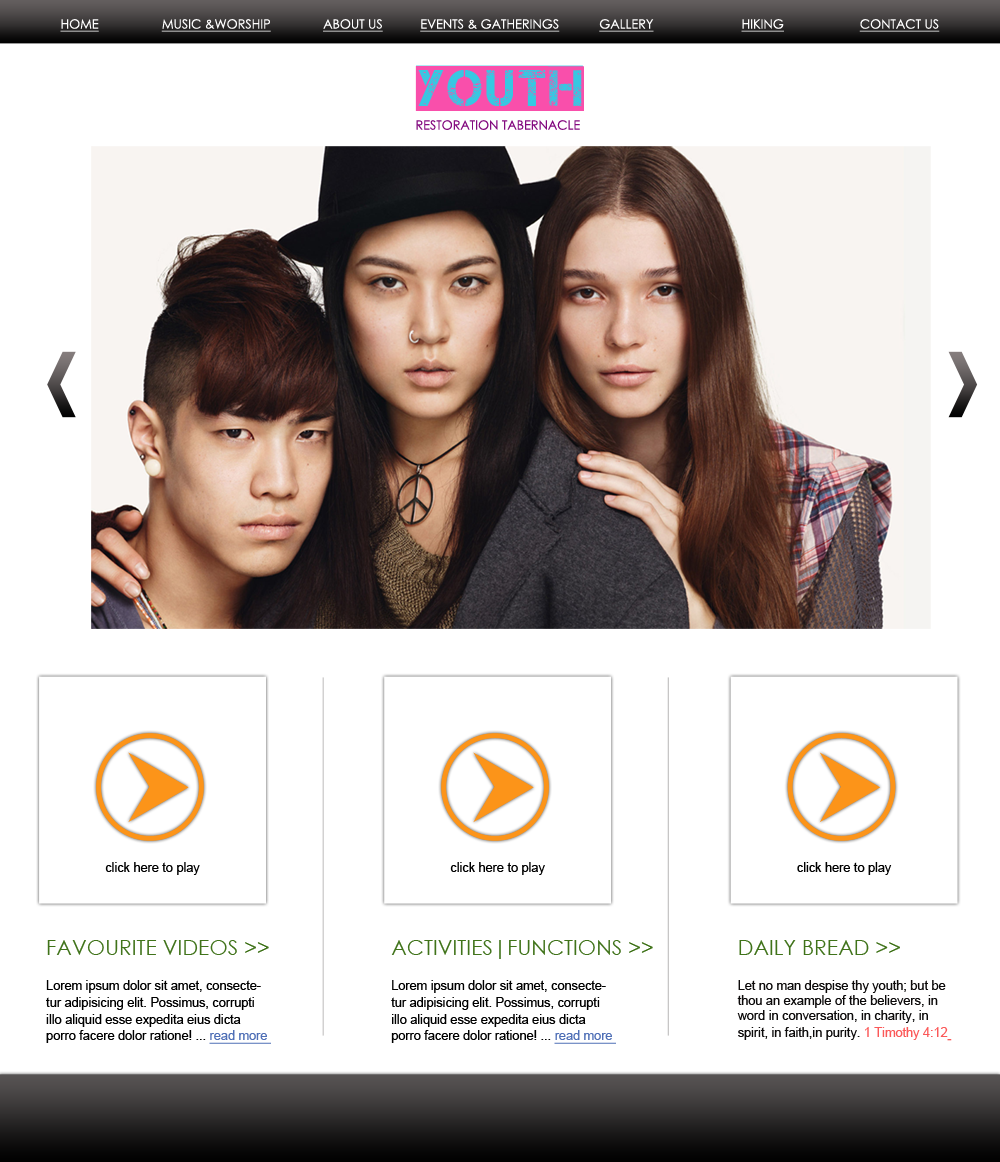 HOME MUSIC &WORSHIP ABOUT US EVENTS & GATHERINGS GALLERY HIKING CONTACT US
YOUTH
RESTORATION TABERNACLE
click here to play
click here to play
click here to play
FAVOURITE VIDEOS >>
Lorem ipsum dolor sit amet, consecte-
tur adipisicing elit. Possimus, corrupti
illo aliquid esse expedita eius dicta
porro facere dolor ratione! ... read more
ACTIVITIES|FUNCTIONS >>
Lorem ipsum dolor sit amet, consecte-
tur adipisicing elit. Possimus, corrupti
illo aliquid esse expedita eius dicta
porro facere dolor ratione! ... read more
DAILY BREAD >>
Let no man despise thy youth; but be
thou an example of the believers, in
word in conversation, in charity, in
spirit, in faith,in purity. 1 Timothy 4:12